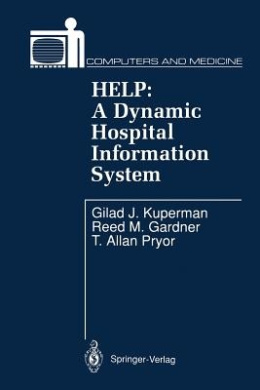 COMPUTERS AND MEDICINE
HELP:
A Dynamic
Hospital
Information
System
Gilad J. Kuperman
Reed M. Gardner
T. Allan Pryor
Springer-Verlag